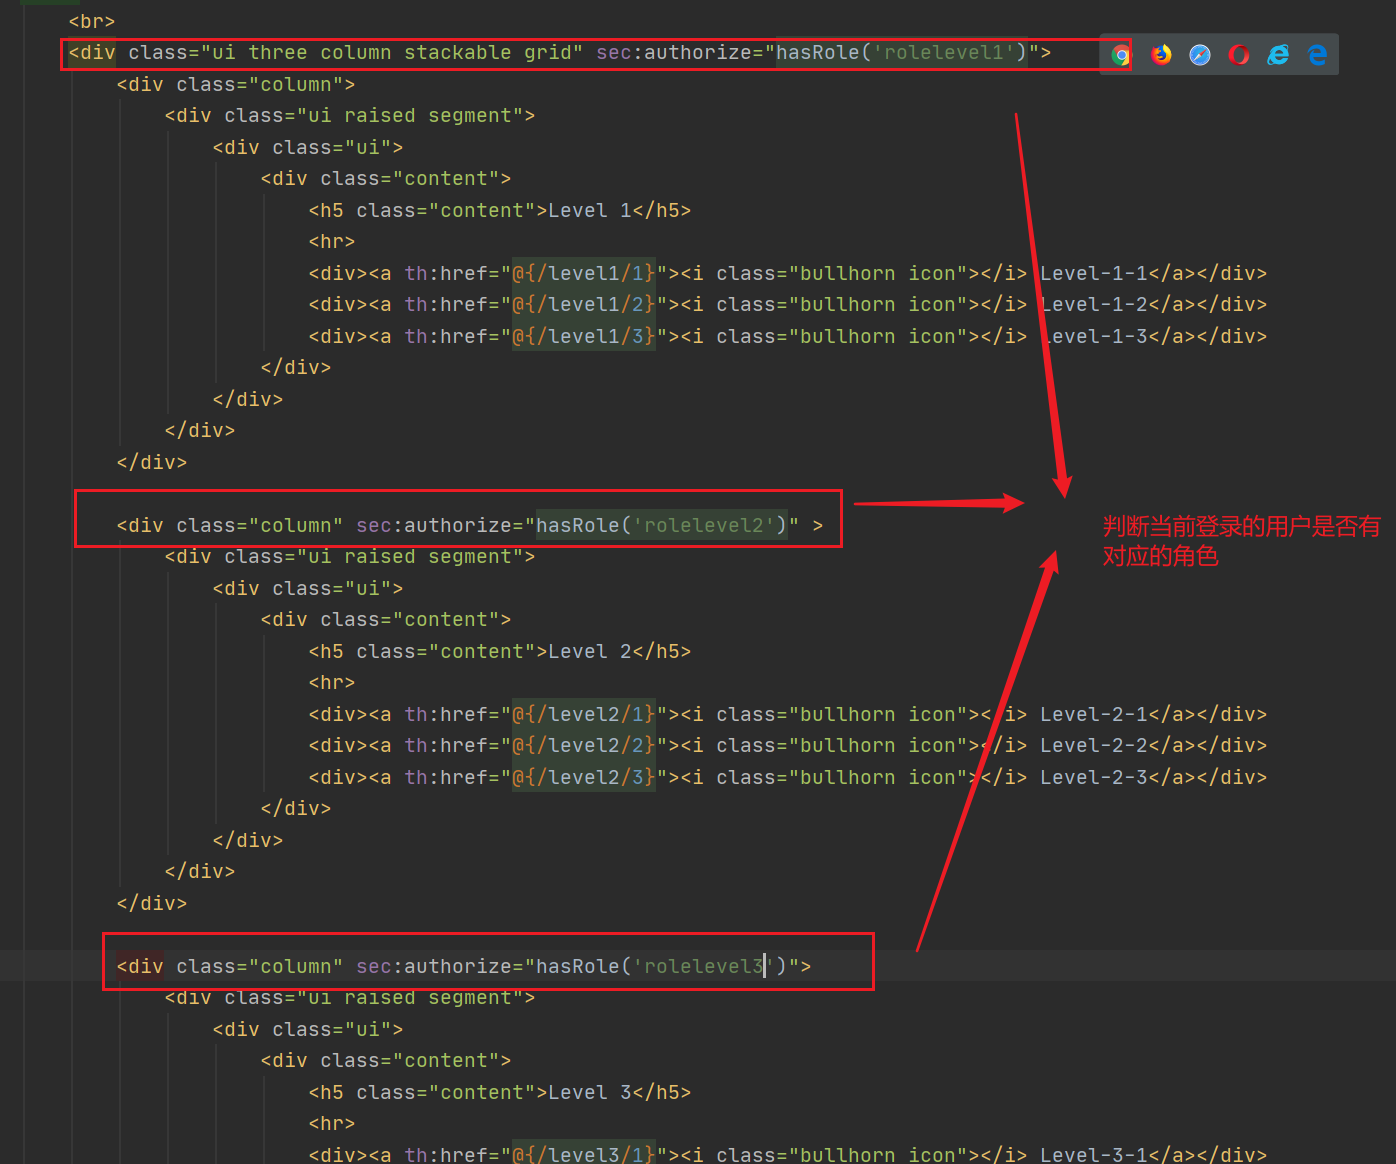 <br>
<div class="ui three column stackable grid" sec:authorize="hasRole('rolelevel1')">
<div class="column">
<div class="ui raised segment">
<div class="ui">
<div class="content">
<h5 class="content">Level 1</h5>
<hr>
<div><a th:href="@{/level1/1}"><i class="bullhorn icon"></i> Level-1-1</a></div>
<div><a th:href="@{/level1/2}"><i class="bullhorn icon"></i> Level-1-2</a></div>
<div><a th:href="@{/level1/3}"><i class="bullhorn icon"></i> Level-1-3</a></div>
</div>
</div>
</div>
</div>
<div class="column" sec:authorize="hasRole('rolelevel2')" >
判断当前登录的用户是否有
对应的角色
<div class="ui raised segment">
<div class="ui">
<div class="content">
<h5 class="content">Level 2</h5>
<hr>
<div><a th:href="@{/level2/1}"><i class="bullhorn icon"></i> Level-2-1</a></div>
<div><a th:href="@{/level2/2}"><i class="bullhorn icon"></i> Level-2-2</a></div>
<div><a th:href="@{/level2/3}"><i class="bullhorn icon"></i> Level-2-3</a></div>
</div>
</div>
</div>
</div>
<div class="column" sec:authorize="hasRole('rolelevel3')">
<div class="ui raised segment">
<div class="ui">
<div class="content">
<h5 class="content">Level 3</h5>
<hr>
<div><a th:href="@{/level3/1}"><i class="bullhorn icon"></i> Level-3-1</a></div>